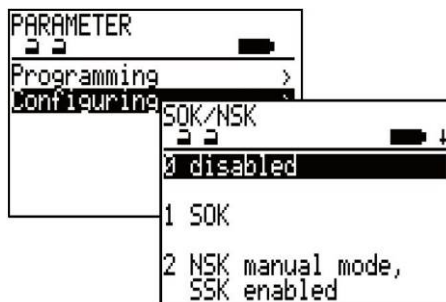 PARAMETER
Programming >
Configuring >
SOK/NSK
0 disabled
1 SOK
2 NSK manual mode,
SSK enabled